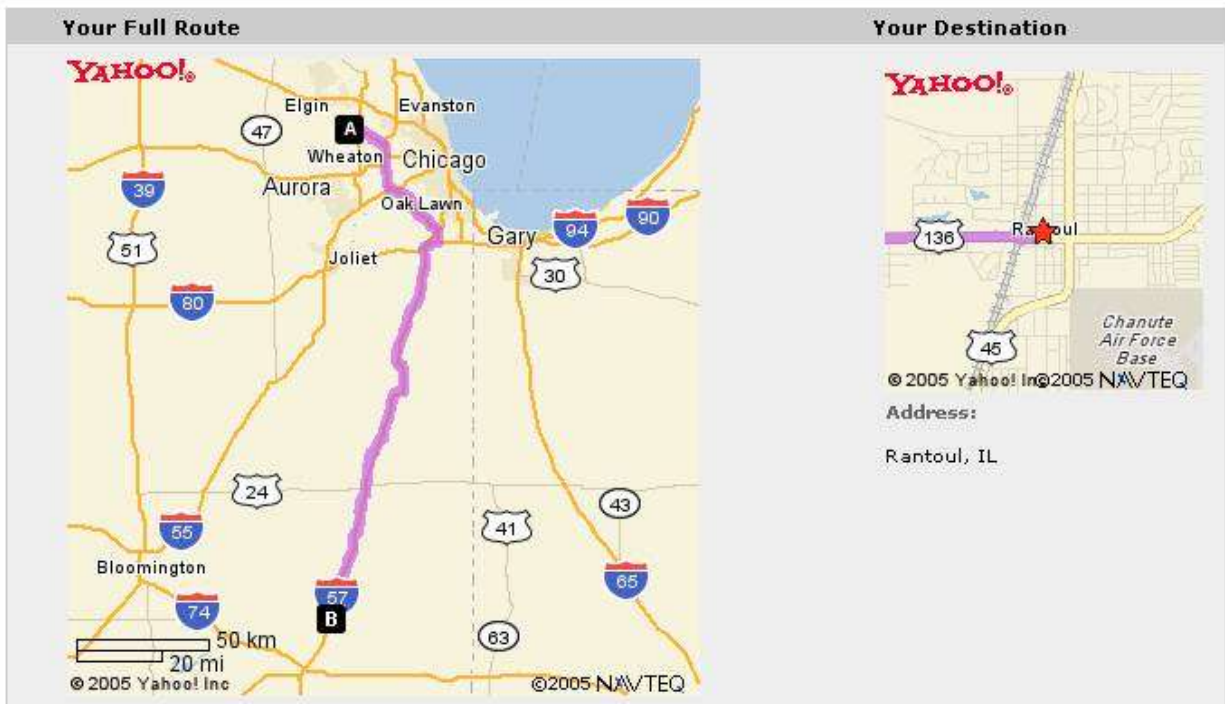 Your Full Route
Your Destination
YAHOO!®
Elgin
Evanston
47
A
Wheaton
Chicago
39
Aurora
Oak Lawn
90
94
51
Gary
Joliet
30
80
24
43
41
55
Bloomington
65
57
74
B
63
50 km
20 mi
© 2005 Yahoo! Inc
©2005 NAVTEQ
YAHOO!®
Rantoul
136
Chanute
Air Force
Base
45
© 2005 Yahoo! Inc ©2005 NAVTEQ
Address:
Rantoul, IL